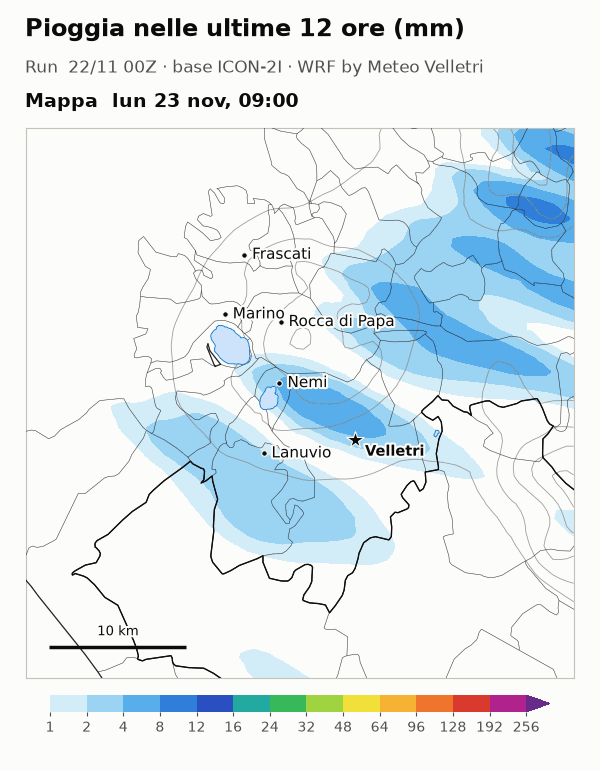 Pioggia nelle ultime 12 ore (mm)
Run  22/11 00Z · base ICON-2I · WRF by Meteo Velletri
Mappa  lun 23 nov, 09:00
Frascati
Marino
Rocca di Papa
Nemi
Velletri
Lanuvio
10 km
1 2 4 8 12 16 24 32 48 64 96 128 192 256